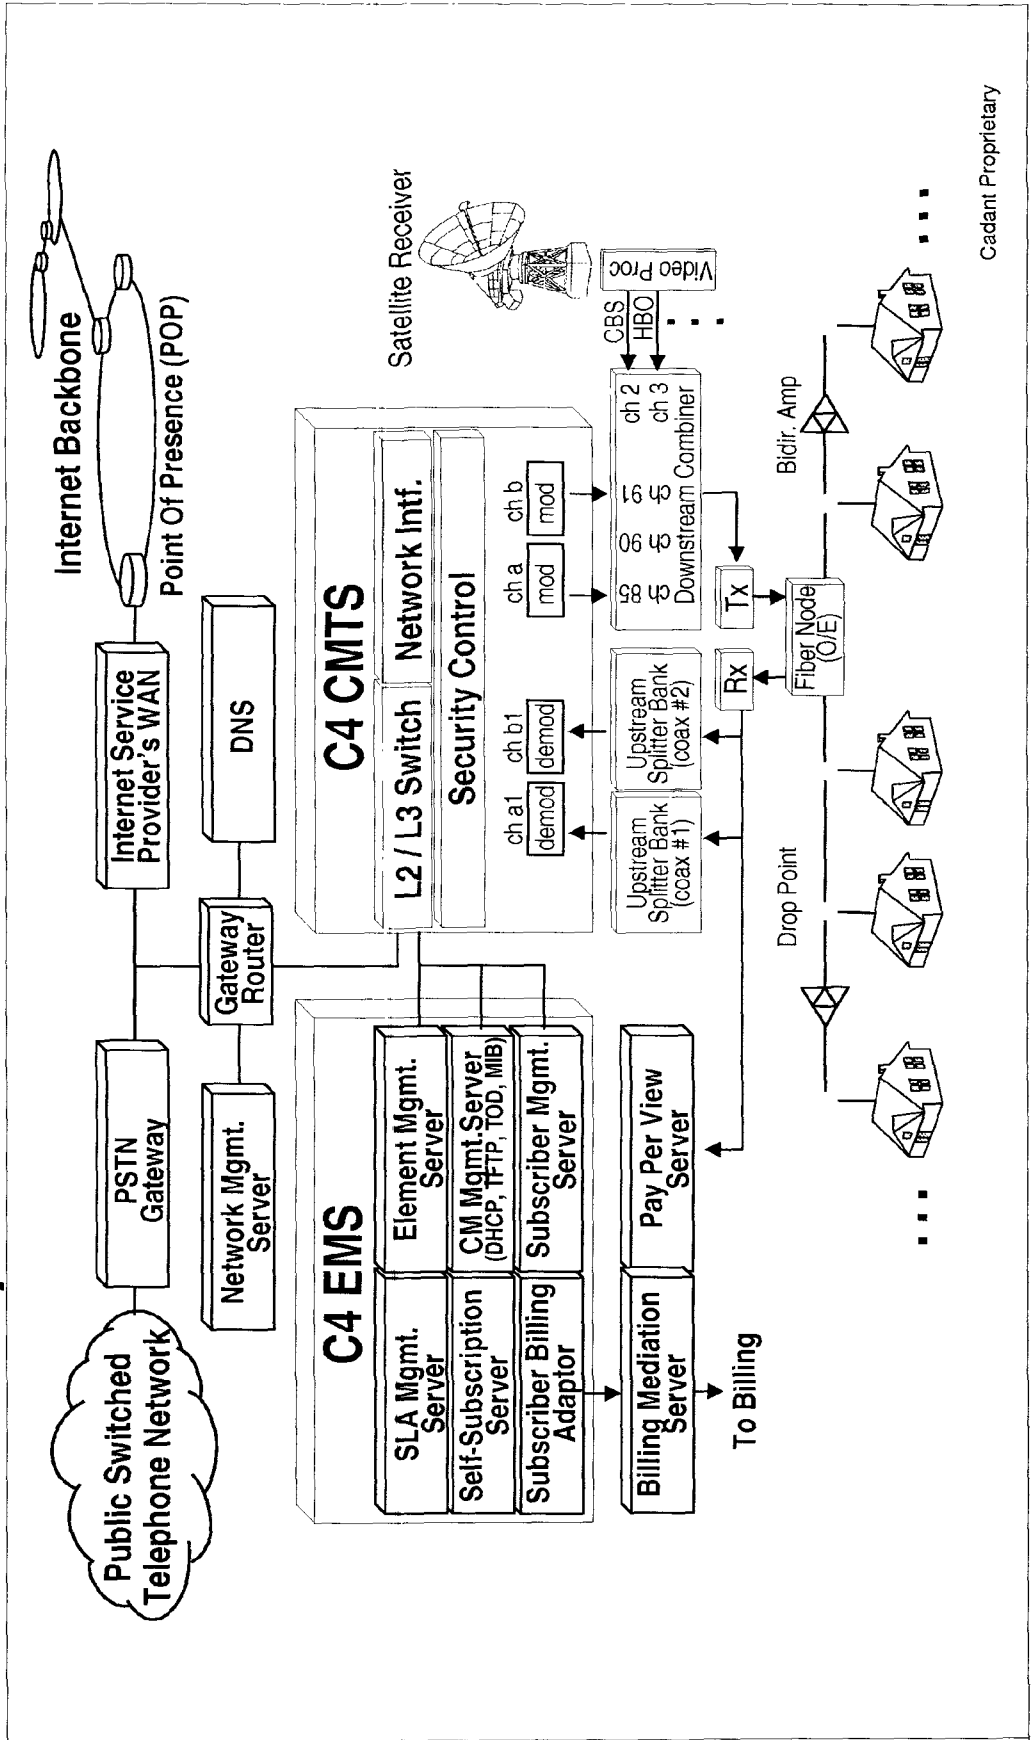 Public Switched
Telephone Network
PSTN
Gateway
Internet Service
Provider's WAN
Internet Backbone
Point Of Presence (POP)
Network Mgmt.
Server
Gateway
Router
DNS
C4 EMS
SLA Mgmt.
Server
Element Mgmt.
Server
Self-Subscription
Server
CM Mgmt.Server
(DHCP, TFTP, TOD, MIB)
Subscriber Billing
Adaptor
Subscriber Mgmt.
Server
Billing Mediation
Server
Pay Per View
Server
To Billing
C4 CMTS
L2 / L3 Switch
Network Intf.
Security Control
ch a1
demod
ch b1
demod
ch a
mod
ch b
mod
Upstream
Splitter Bank
(coax #1)
Upstream
Splitter Bank
(coax #2)
ch 85
ch 90
ch 91
ch 2
ch 3
Downstream Combiner
CBS
HBO
Video Proc
Satellite Receiver
Rx
Tx
Fiber Node
(O/E)
Drop Point
Bidir. Amp
Cadant Proprietary